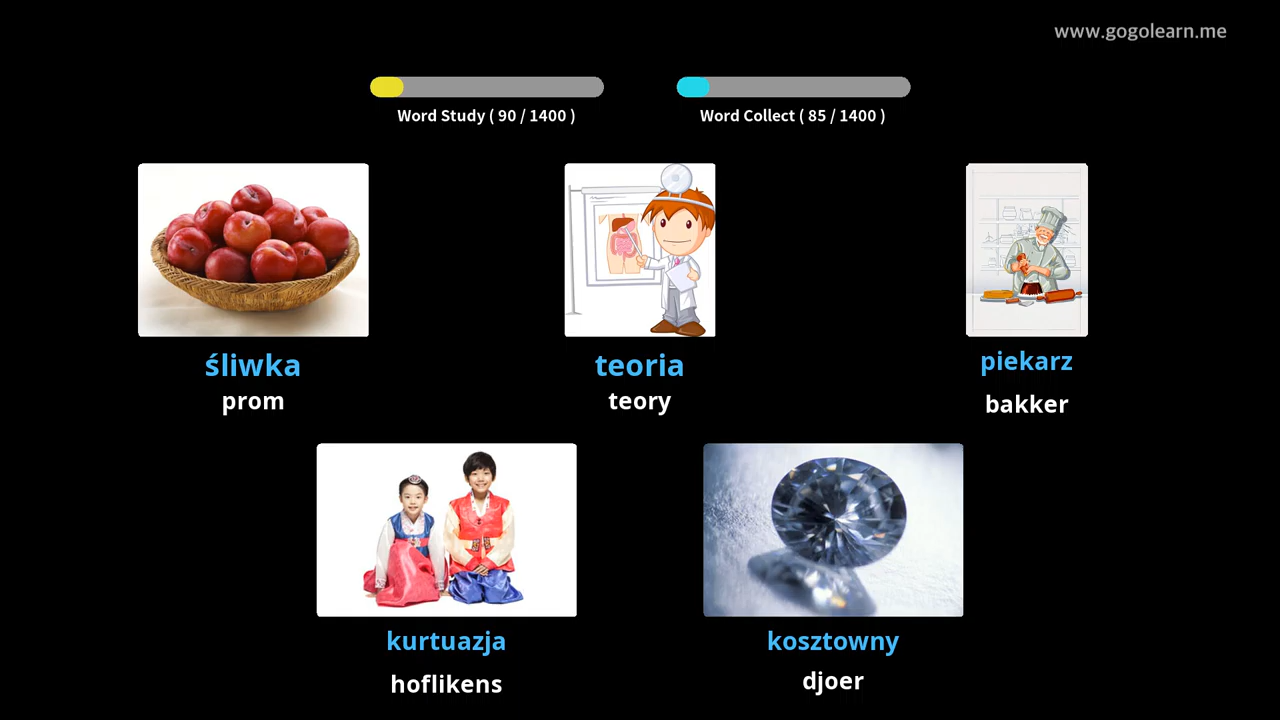 www.gogolearn.me
Word Study ( 90 / 1400 )
Word Collect ( 85 / 1400 )
śliwka
prom
teoria
teory
piekarz
bakker
kurtuazja
hoflikens
kosztowny
djoer